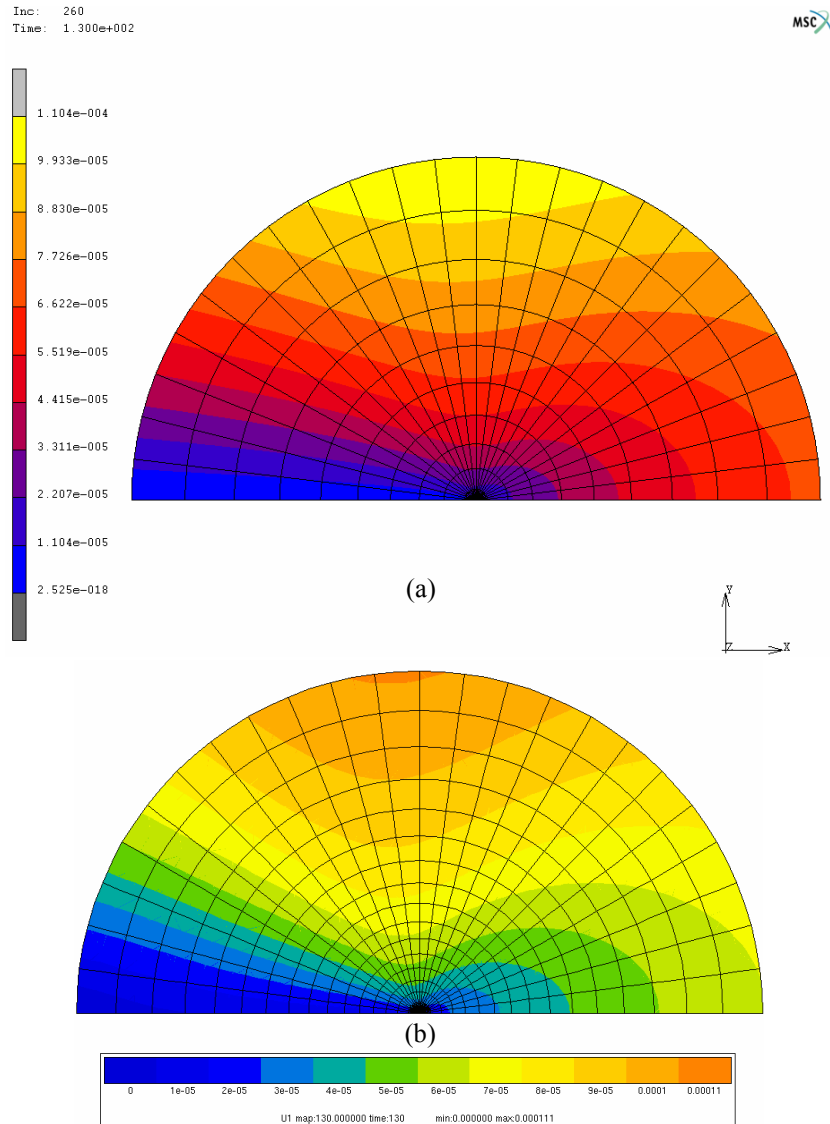 Inc: 260
Time: 1.300e+002
MSC
1.104e-004
9.933e-005
8.830e-005
7.726e-005
6.622e-005
5.519e-005
4.415e-005
3.311e-005
2.207e-005
1.104e-005
2.525e-018
(a)
Y
Z X
(b)
0 1e-05 2e-05 3e-05 4e-05 5e-05 6e-05 7e-05 8e-05 9e-05 0.0001 0.00011
U1 map:130.000000 time:130 min:0.000000 max:0.000111